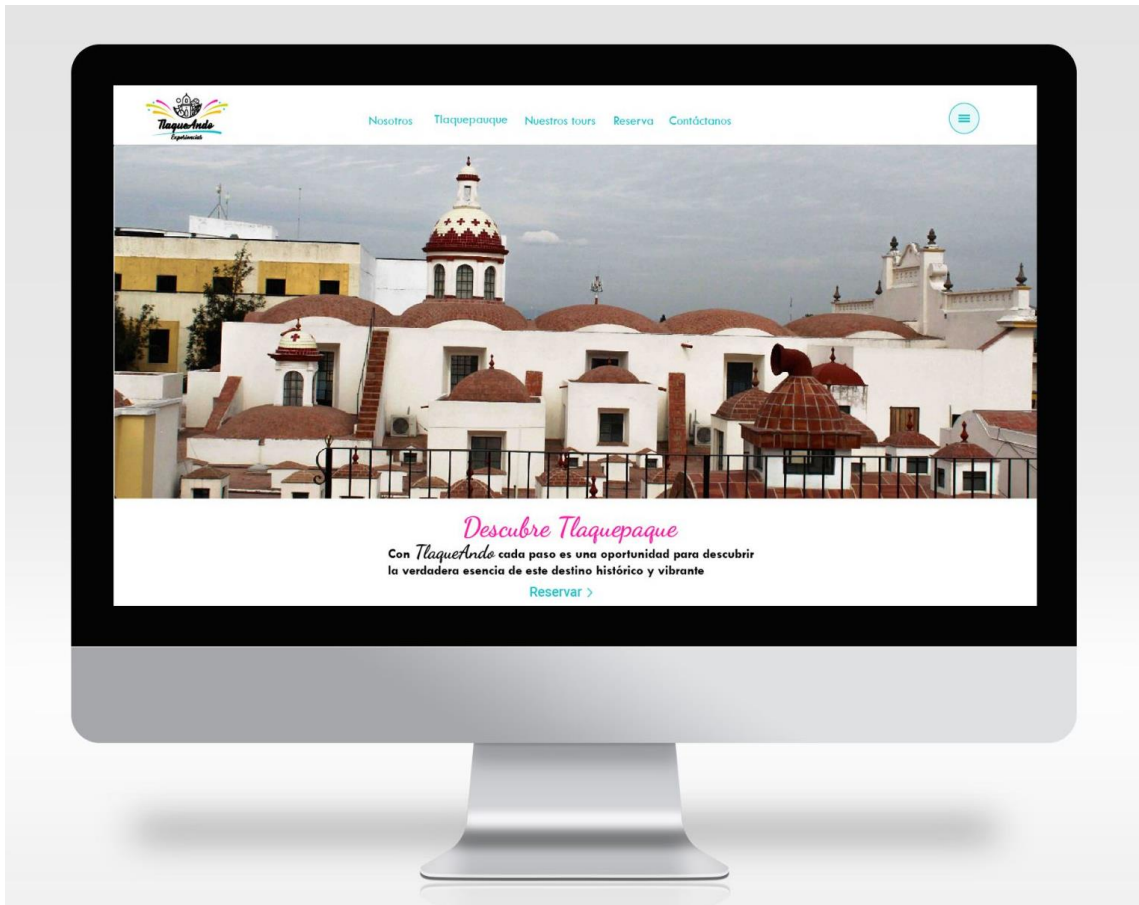 TlaqueAndo
Experiencias
Nosotros Tlaquepauque Nuestros tours Reserva Contáctanos
Descubre Tlaquepaque
Con TlaqueAndo cada paso es una oportunidad para descubrir
la verdadera esencia de este destino histórico y vibrante
Reservar >